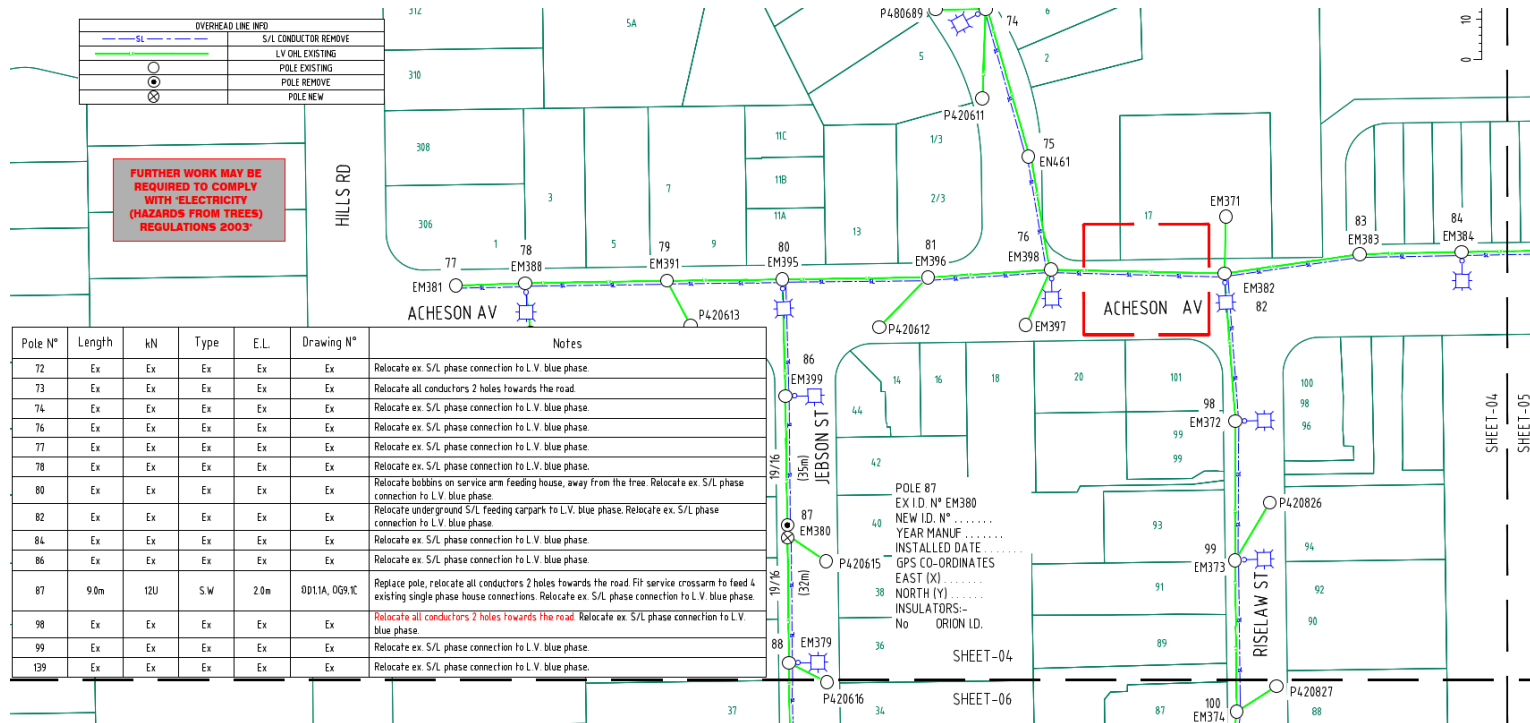 OVERHEAD LINE INFO
SL S/L CONDUCTOR REMOVE
LV OHL EXISTING
POLE EXISTING
POLE REMOVE
POLE NEW
312
5A
310
P480689
74
6
5
2
10
0
P420611
308
11C
1/3
75
EN461
FURTHER WORK MAY BE
REQUIRED TO COMPLY
WITH "ELECTRICITY
(HAZARDS FROM TREES)
REGULATIONS 2003"
HILLS RD
3
7
11B
2/3
306
11A
13
EM371
17
1
5
9
77
EM381
78
EM388
79
EM391
80
EM395
81
EM396
76
EM398
EM382
82
83
EM383
84
EM384
ACHESON AV
P420613
P420612
EM397
ACHESON AV
Pole Nº Length kN Type E.L. Drawing Nº Notes
72 Ex Ex Ex Ex Ex Relocate ex. S/L phase connection to L.V. blue phase.
73 Ex Ex Ex Ex Ex Relocate all conductors 2 holes towards the road.
74 Ex Ex Ex Ex Ex Relocate ex. S/L phase connection to L.V. blue phase.
76 Ex Ex Ex Ex Ex Relocate ex. S/L phase connection to L.V. blue phase.
77 Ex Ex Ex Ex Ex Relocate ex. S/L phase connection to L.V. blue phase.
78 Ex Ex Ex Ex Ex Relocate ex. S/L phase connection to L.V. blue phase.
80 Ex Ex Ex Ex Ex Relocate bobbins on service arm feeding house, away from the tree. Relocate ex. S/L phase
connection to L.V. blue phase.
82 Ex Ex Ex Ex Ex Relocate underground S/L feeding carpark to L.V. blue phase. Relocate ex. S/L phase
connection to L.V. blue phase.
84 Ex Ex Ex Ex Ex Relocate ex. S/L phase connection to L.V. blue phase.
86 Ex Ex Ex Ex Ex Relocate ex. S/L phase connection to L.V. blue phase.
87 9.0m 12U S.W 2.0m OD1.1A, OG9.1C Replace pole, relocate all conductors 2 holes towards the road. Fit service crossarm to feed 4
existing single phase house connections. Relocate ex. S/L phase connection to L.V. blue phase.
98 Ex Ex Ex Ex Ex Relocate all conductors 2 holes towards the road. Relocate ex. S/L phase connection to L.V.
blue phase.
99 Ex Ex Ex Ex Ex Relocate ex. S/L phase connection to L.V. blue phase.
139 Ex Ex Ex Ex Ex Relocate ex. S/L phase connection to L.V. blue phase.
86
EM399
JEBSON ST
19/16
(35m)
87
EM380
19/16
(32m)
P420615
88
EM379
P420616
14
16
18
20
101
44
42
40
38
36
99
99
93
91
89
POLE 87
EX I.D. Nº EM380
NEW I.D. Nº .......
YEAR MANUF .......
INSTALLED DATE .......
GPS CO-ORDINATES
EAST (X) .......
NORTH (Y) ......
INSULATORS:-
No ORION I.D.
98
EM372
100
98
96
P420826
94
99
EM373
RISELAW ST
92
90
SHEET-04
SHEET-05
SHEET-04
SHEET-06
P420827
100
EM374
37
34
87
88